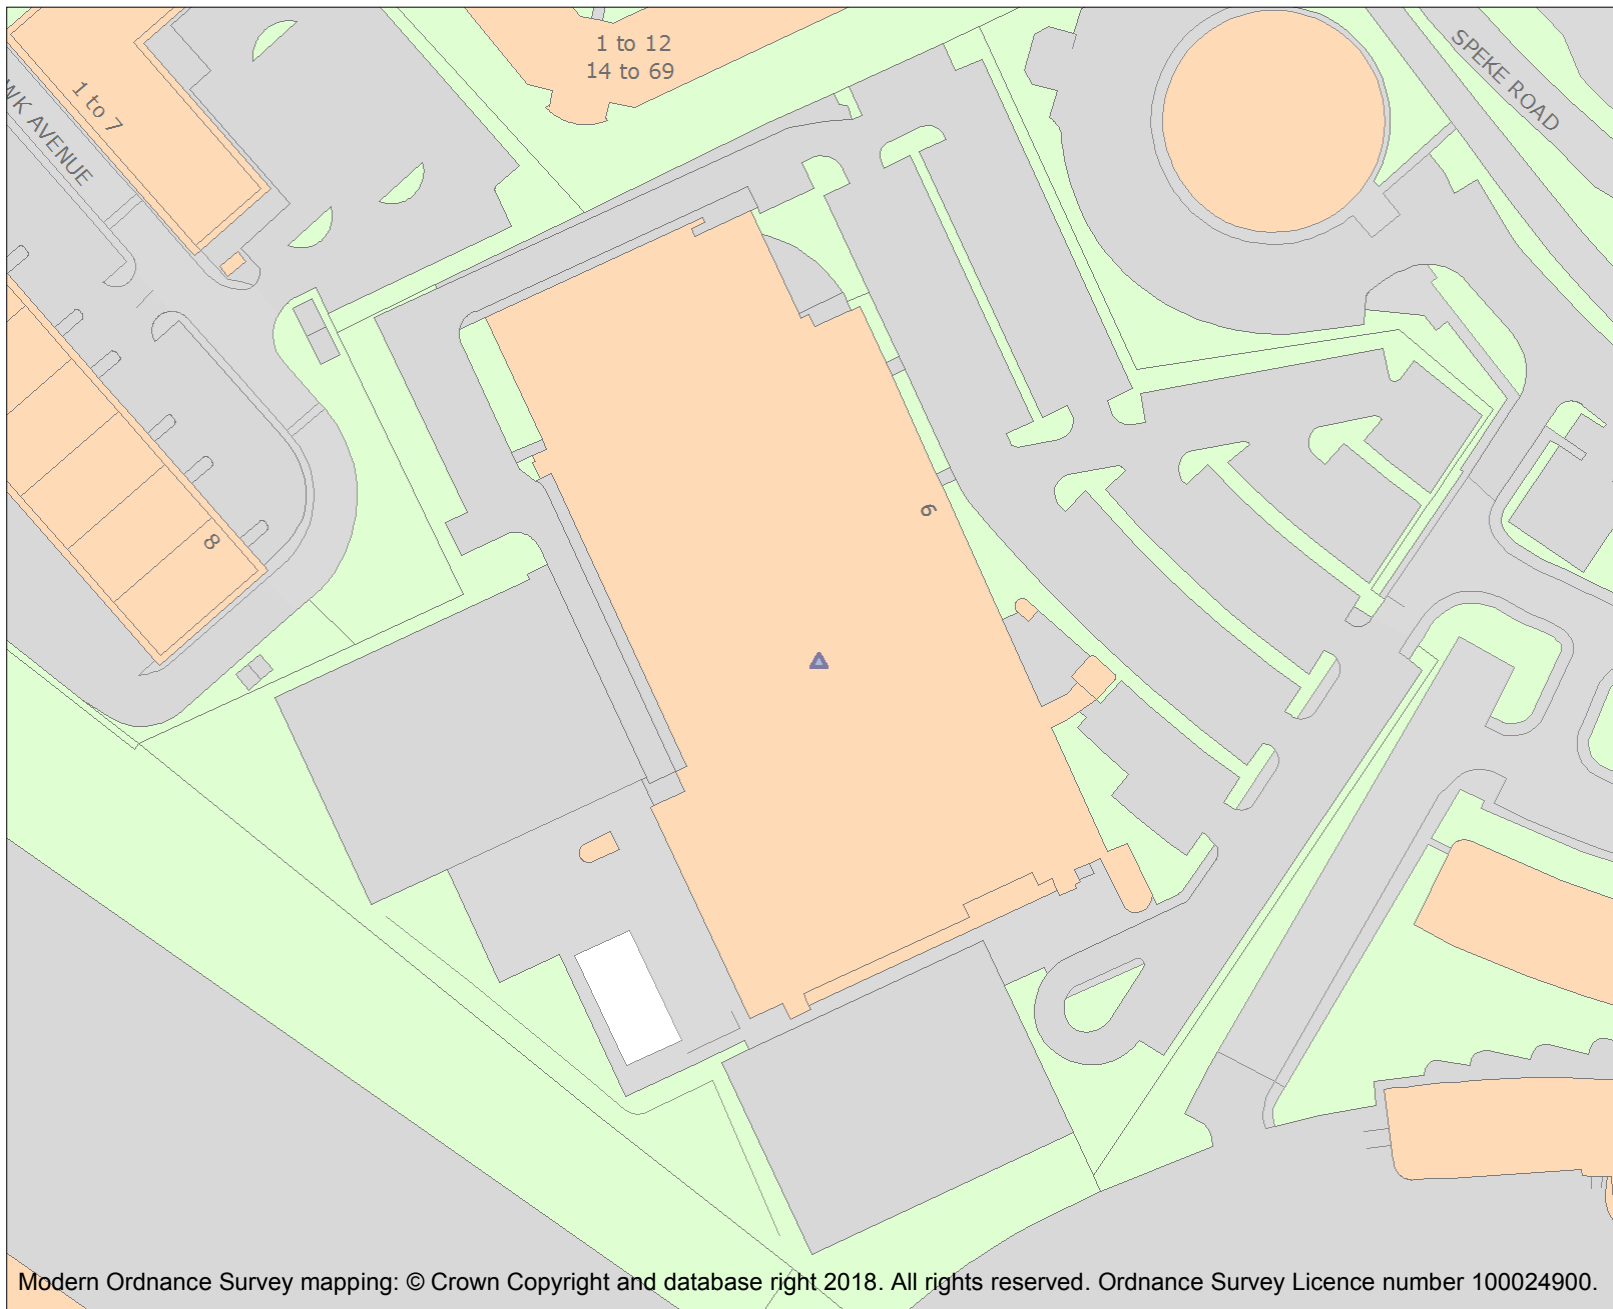 1 to 12
14 to 69
SPEKE ROAD
1 to 7
WK AVENUE
6
8
Modern Ordnance Survey mapping: © Crown Copyright and database right 2018. All rights reserved. Ordnance Survey Licence number 100024900.